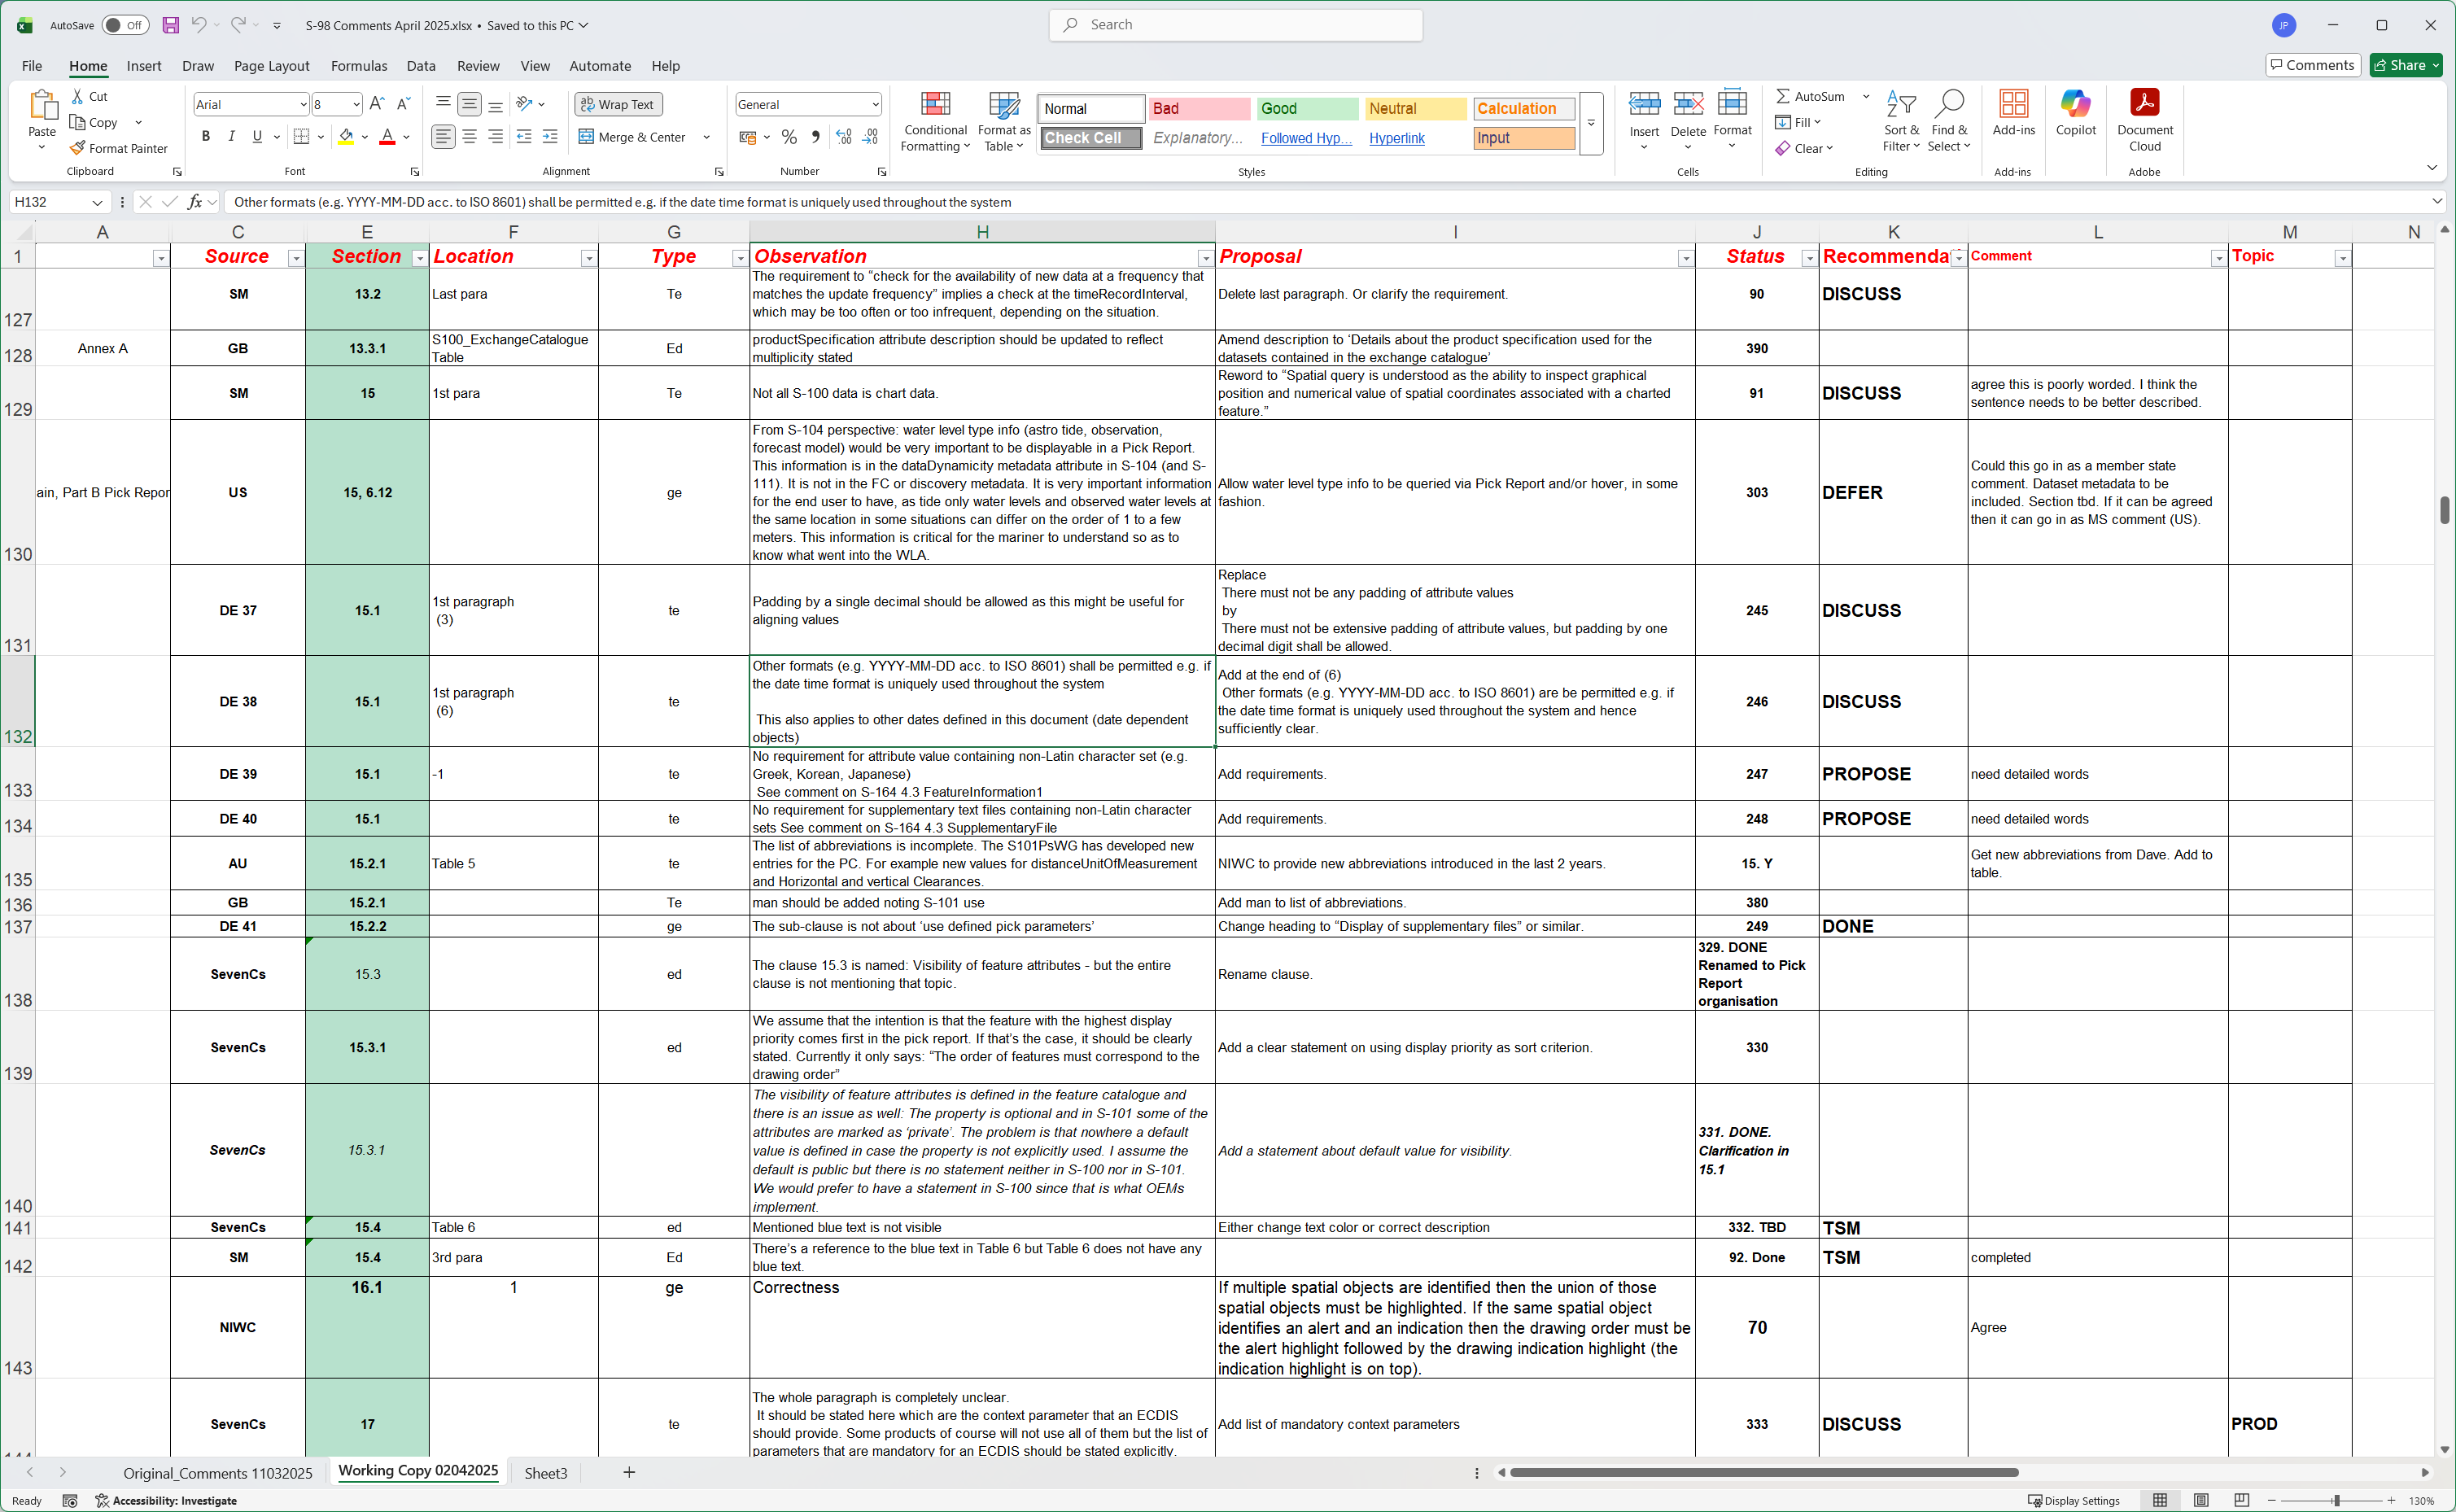 AutoSave Off S-98 Comments April 2025.xlsx • Saved to this PC Search JP
File Home Insert Draw Page Layout Formulas Data Review View Automate Help Comments Share
Paste Cut Copy Format Painter Clipboard
Arial 8 B I U Font
Wrap Text Merge & Center Alignment
General Number
Conditional Formatting Format as Table
Normal Bad Good Neutral Calculation
Check Cell Explanatory... Followed Hyp... Hyperlink Input
Styles
Insert Delete Format Cells
AutoSum Fill Clear Sort & Filter Find & Select Editing
Add-ins Add-ins Copilot Document Cloud Adobe
H132 fx Other formats (e.g. YYYY-MM-DD acc. to ISO 8601) shall be permitted e.g. if the date time format is uniquely used throughout the system
A C E F G H I J K L M N
1 Source Section Location Type Observation Proposal Status Recommenda Comment Topic
127 SM 13.2 Last para Te
The requirement to “check for the availability of new data at a frequency that
matches the update frequency” implies a check at the timeRecordInterval,
which may be too often or too infrequent, depending on the situation.
Delete last paragraph. Or clarify the requirement.
90 DISCUSS
128 Annex A GB 13.3.1
S100_ExchangeCatalogue
Table
Ed
productSpecification attribute description should be updated to reflect
multiplicity stated
Amend description to ‘Details about the product specification used for the
datasets contained in the exchange catalogue’
390
129 SM 15 1st para Te
Not all S-100 data is chart data.
Reword to “Spatial query is understood as the ability to inspect graphical
position and numerical value of spatial coordinates associated with a charted
feature.”
91 DISCUSS
agree this is poorly worded. I think the
sentence needs to be better described.
130 ain, Part B Pick Repor US 15, 6.12 ge
From S-104 perspective: water level type info (astro tide, observation,
forecast model) would be very important to be displayable in a Pick Report.
This information is in the dataDynamicity metadata attribute in S-104 (and S-
111). It is not in the FC or discovery metadata. It is very important information
for the end user to have, as tide only water levels and observed water levels at
the same location in some situations can differ on the order of 1 to a few
meters. This information is critical for the mariner to understand so as to
know what went into the WLA.
Allow water level type info to be queried via Pick Report and/or hover, in some
fashion.
303 DEFER
Could this go in as a member state
comment. Dataset metadata to be
included. Section tbd. If it can be agreed
then it can go in as MS comment (US).
131 DE 37 15.1
1st paragraph
(3)
te
Padding by a single decimal should be allowed as this might be useful for
aligning values
Replace
There must not be any padding of attribute values
by
There must not be extensive padding of attribute values, but padding by one
decimal digit shall be allowed.
245 DISCUSS
132 DE 38 15.1
1st paragraph
(6)
te
Other formats (e.g. YYYY-MM-DD acc. to ISO 8601) shall be permitted e.g. if
the date time format is uniquely used throughout the system
This also applies to other dates defined in this document (date dependent
objects)
Add at the end of (6)
Other formats (e.g. YYYY-MM-DD acc. to ISO 8601) are permitted e.g. if
the date time format is uniquely used throughout the system and hence
sufficiently clear.
246 DISCUSS
133 DE 39 15.1 -1 te
No requirement for attribute value containing non-Latin character set (e.g.
Greek, Korean, Japanese)
See comment on S-164 4.3 FeatureInformation1
Add requirements.
247 PROPOSE need detailed words
134 DE 40 15.1 te
No requirement for supplementary text files containing non-Latin character
sets See comment on S-164 4.3 SupplementaryFile
Add requirements.
248 PROPOSE need detailed words
135 AU 15.2.1 Table 5 te
The list of abbreviations is incomplete. The S101PsWG has developed new
entries for the PC. For example new values for distanceUnitOfMeasurement
and Horizontal and vertical Clearances.
NIWC to provide new abbreviations introduced in the last 2 years.
15. Y
Get new abbreviations from Dave. Add to
table.
136 GB 15.2.1 Te man should be added noting S-101 use Add man to list of abbreviations. 380
137 DE 41 15.2.2 ge The sub-clause is not about ‘use defined pick parameters’ Change heading to “Display of supplementary files” or similar. 249 DONE
138 SevenCs 15.3 ed
The clause 15.3 is named: Visibility of feature attributes - but the entire
clause is not mentioning that topic.
Rename clause.
329. DONE
Renamed to Pick
Report
organisation
139 SevenCs 15.3.1 ed
We assume that the intention is that the feature with the highest display
priority comes first in the pick report. If that’s the case, it should be clearly
stated. Currently it only says: “The order of features must correspond to the
drawing order”
Add a clear statement on using display priority as sort criterion.
330
140 SevenCs 15.3.1
The visibility of feature attributes is defined in the feature catalogue and
there is an issue as well: The property is optional and in S-101 some of the
attributes are marked as ‘private’. The problem is that nowhere a default
value is defined in case the property is not explicitly used. I assume the
default is public but there is no statement neither in S-100 nor in S-101.
We would prefer to have a statement in S-100 since that is what OEMs
implement.
Add a statement about default value for visibility.
331. DONE.
Clarification in
15.1
141 SevenCs 15.4 Table 6 ed Mentioned blue text is not visible Either change text color or correct description 332. TBD TSM
142 SM 15.4 3rd para Ed
There’s a reference to the blue text in Table 6 but Table 6 does not have any
blue text.
92. Done TSM completed
143 NIWC 16.1 1 ge Correctness
If multiple spatial objects are identified then the union of those
spatial objects must be highlighted. If the same spatial object
identifies an alert and an indication then the drawing order must be
the alert highlight followed by the drawing indication highlight (the
indication highlight is on top).
70 Agree
SevenCs 17 te
The whole paragraph is completely unclear.
It should be stated here which are the context parameter that an ECDIS
should provide. Some products of course will not use all of them but the list of
parameters that are mandatory for an ECDIS should be stated explicitly.
Add list of mandatory context parameters
333 DISCUSS PROD
Original_Comments 11032025 Working Copy 02042025 Sheet3
Ready Accessibility: Investigate Display Settings 130%